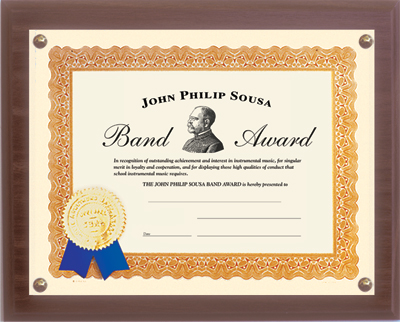 JOHN PHILIP SOUSA
Band Award
In recognition of outstanding achievement and interest in instrumental music, for singular
merit in loyalty and cooperation, and for displaying those high qualities of conduct that
school instrumental music requires.
THE JOHN PHILIP SOUSA BAND AWARD is hereby presented to
Date